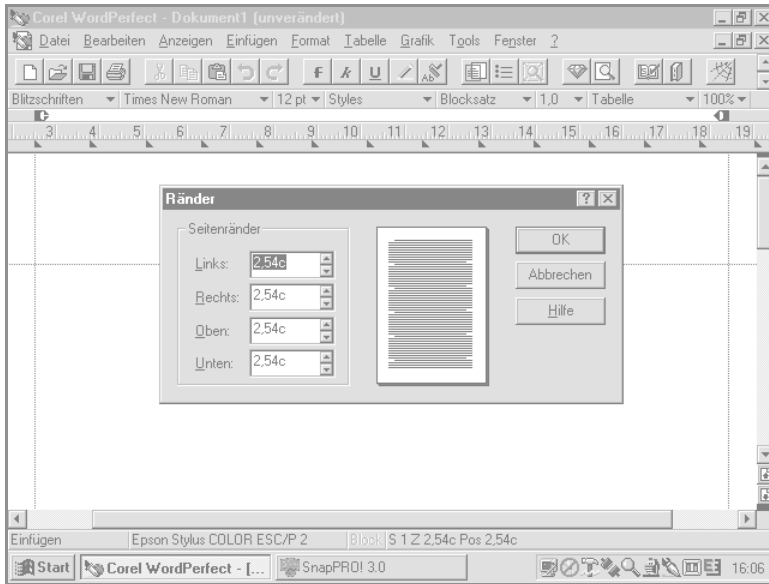 Corel WordPerfect - Dokument1 (unverändert)
Datei Bearbeiten Anzeigen Einfügen Format Tabelle Grafik Tools Fenster ?
F K U ABC
Blitzschriften Times New Roman 12 pt Styles Blocksatz 1,0 Tabelle 100%
3 4 5 6 7 8 9 10 11 12 13 14 15 16 17 18 19
Ränder
Seitenränder
Links: 2,54c
Rechts: 2,54c
Oben: 2,54c
Unten: 2,54c
OK
Abbrechen
Hilfe
Einfügen Epson Stylus COLOR ESC/P 2 Block S 1 Z 2,54c Pos 2,54c
Start Corel WordPerfect - [... SnapPRO! 3.0 16:06